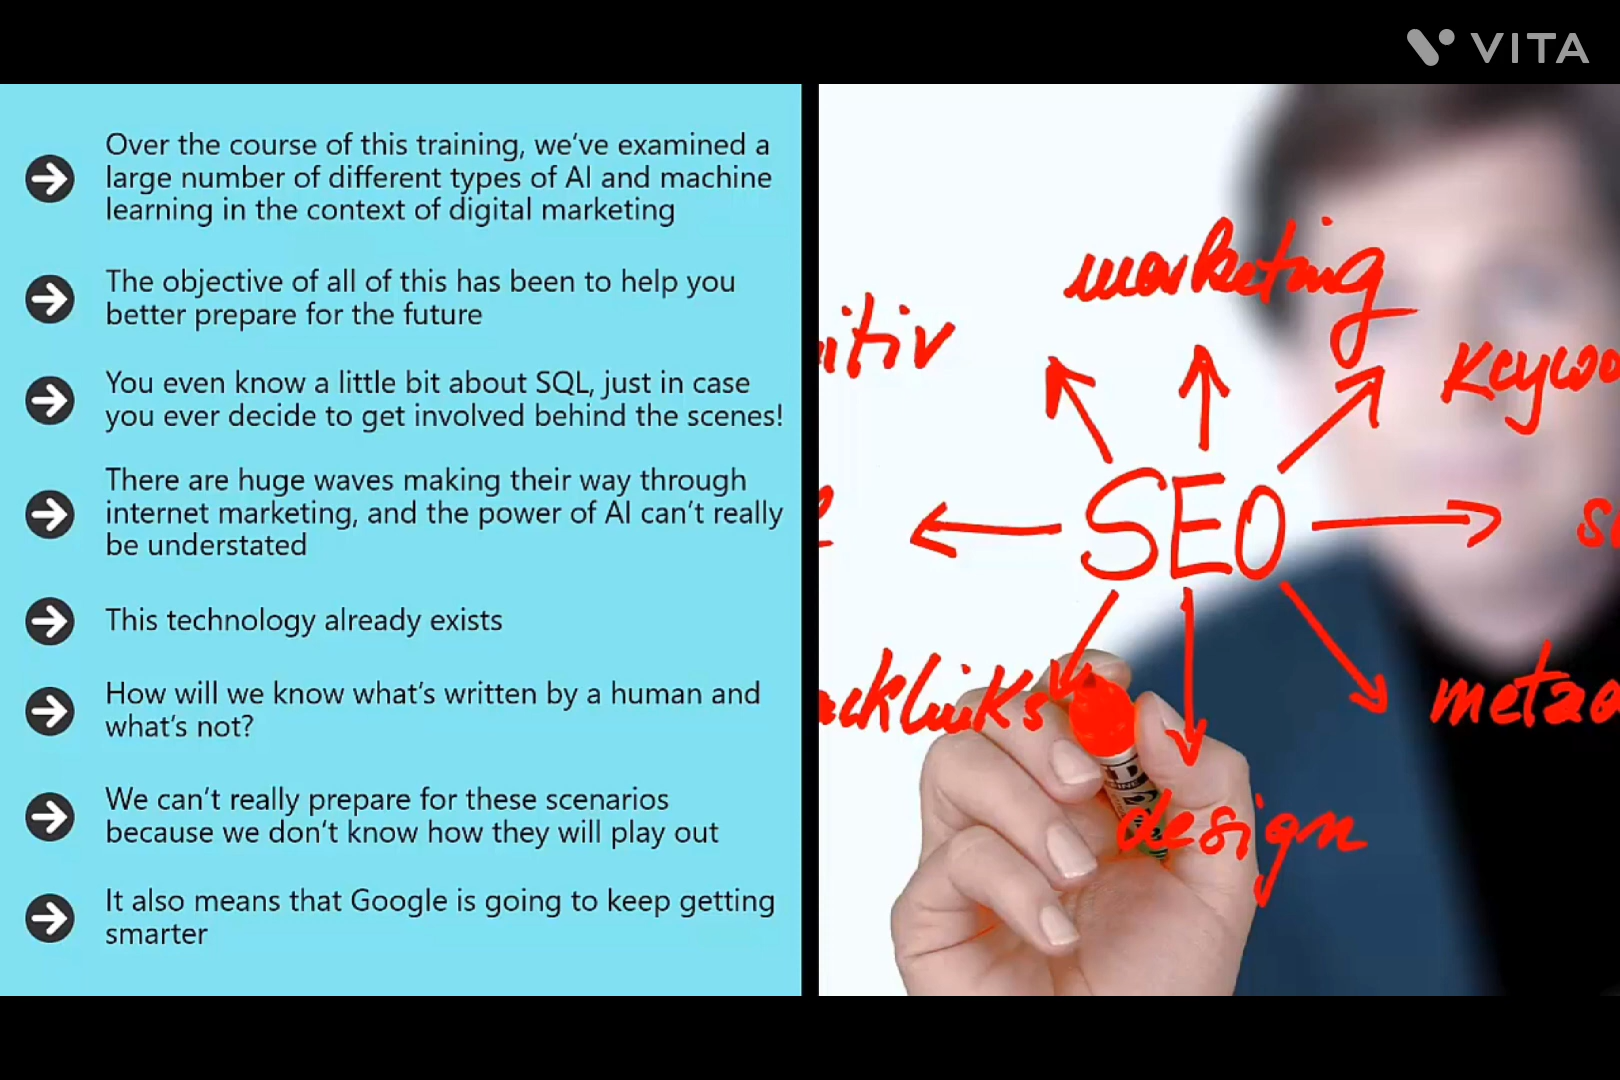 VITA
Over the course of this training, we've examined a
large number of different types of AI and machine
learning in the context of digital marketing
The objective of all of this has been to help you
better prepare for the future
You even know a little bit about SQL, just in case
you ever decide to get involved behind the scenes!
There are huge waves making their way through
internet marketing, and the power of AI can't really
be understated
This technology already exists
How will we know what's written by a human and
what's not?
We can't really prepare for these scenarios
because we don't know how they will play out
It also means that Google is going to keep getting
smarter
marketing
itiv
keywo
SEO
acklinks
metada
design